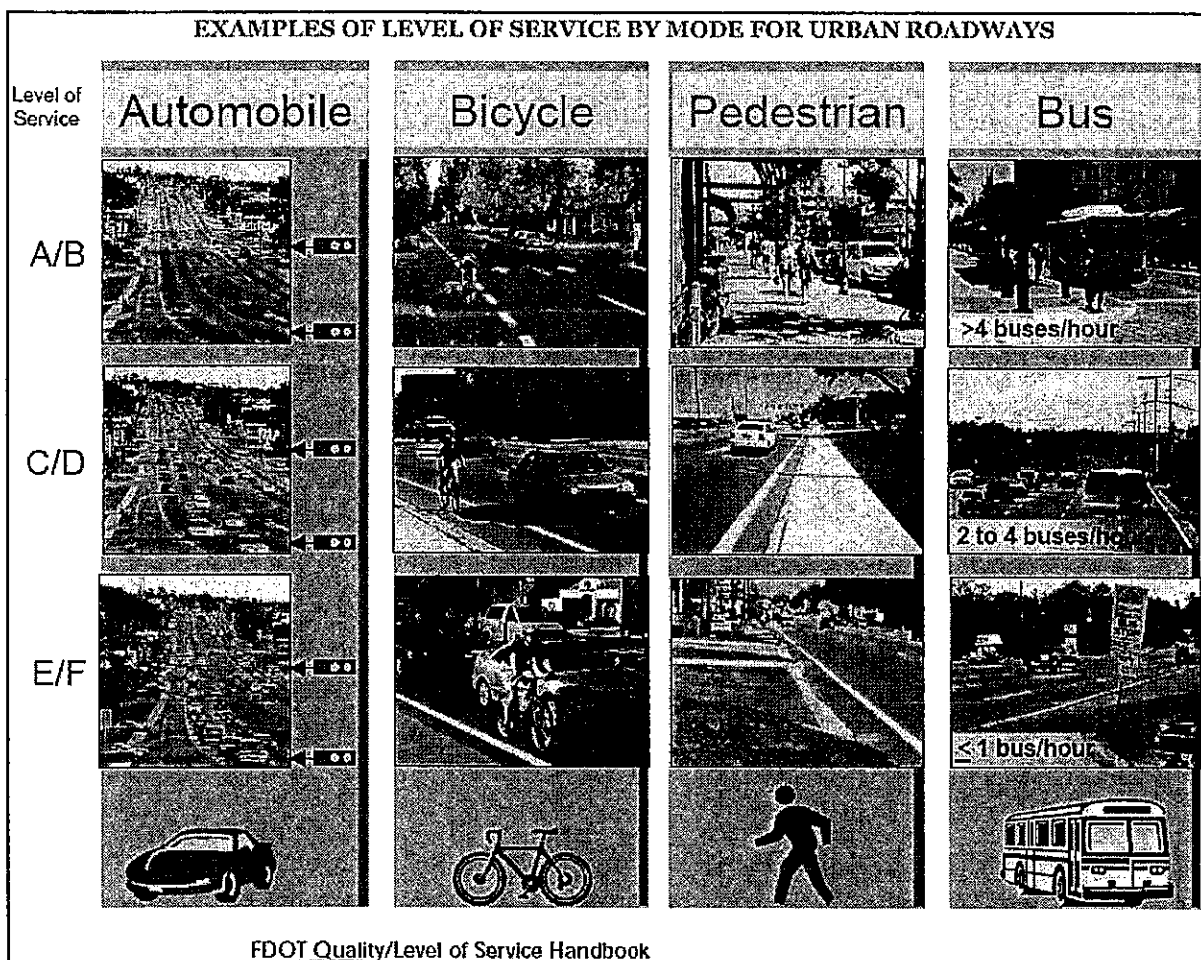 EXAMPLES OF LEVEL OF SERVICE BY MODE FOR URBAN ROADWAYS
Level of
Service
Automobile
Bicycle
Pedestrian
Bus
A/B
>4 buses/hour
C/D
2 to 4 buses/hour
E/F
≤ 1 bus/hour
FDOT Quality/Level of Service Handbook